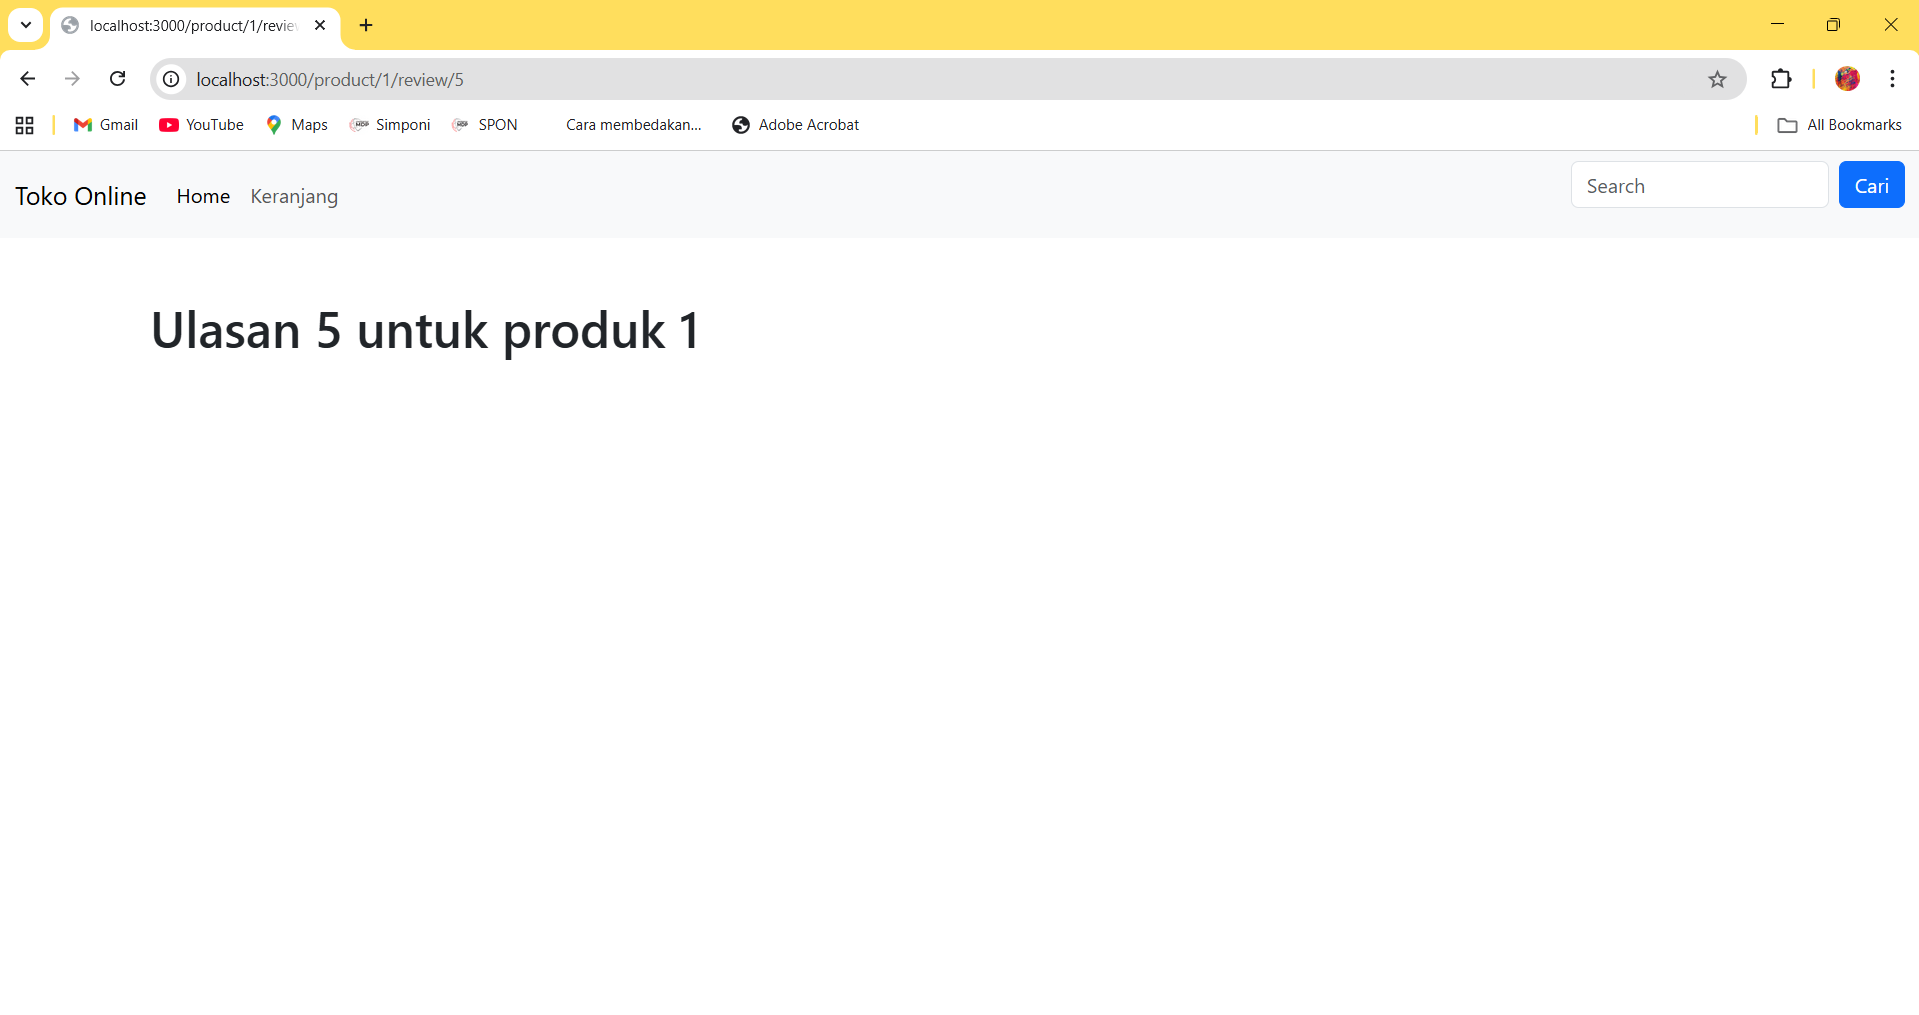 localhost:3000/product/1/revie
localhost:3000/product/1/review/5
Gmail YouTube Maps Simponi SPON Cara membedakan... Adobe Acrobat All Bookmarks
Toko Online Home Keranjang Search Cari
Ulasan 5 untuk produk 1